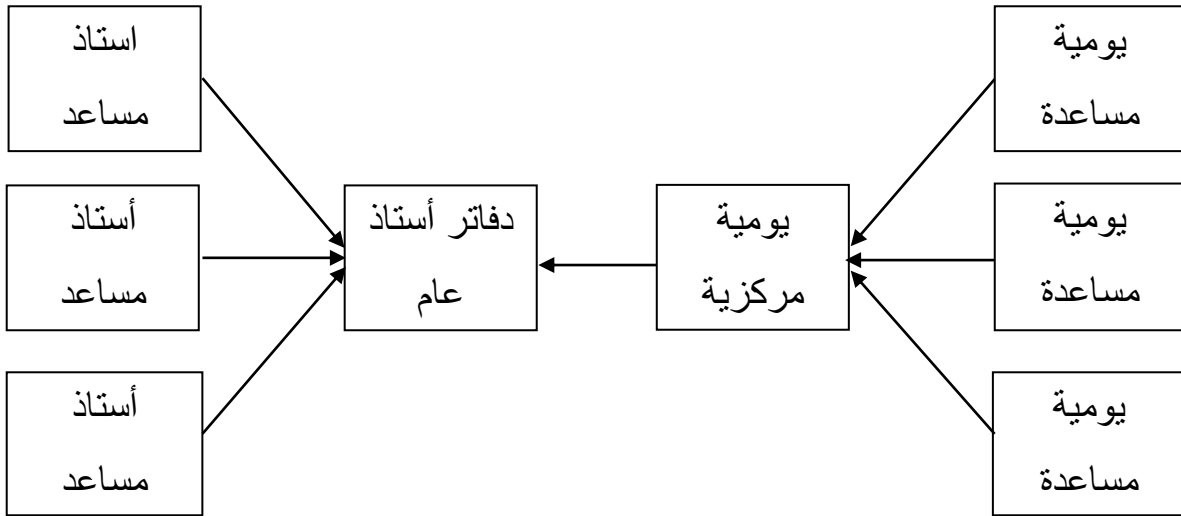 يومية
مساعدة
يومية
مساعدة
يومية
مساعدة
يومية
مركزية
دفاتر أستاذ
عام
استاذ
مساعد
أستاذ
مساعد
أستاذ
مساعد